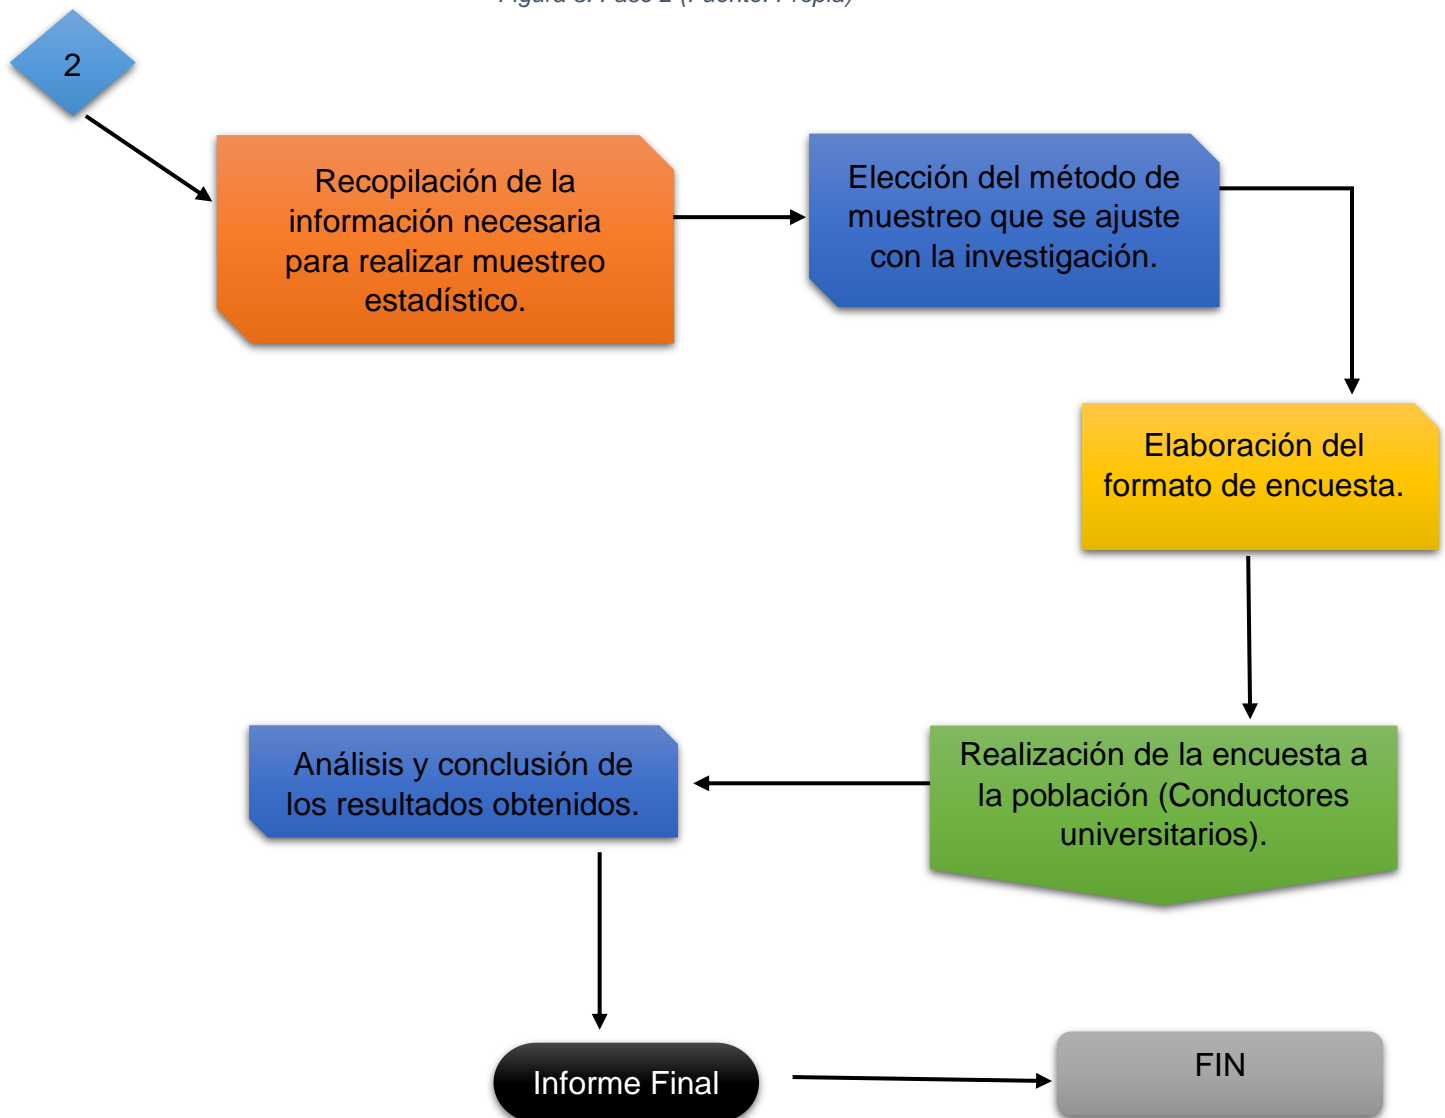 2
Recopilación de la
información necesaria
para realizar muestreo
estadístico.
Elección del método de
muestreo que se ajuste
con la investigación.
Elaboración del
formato de encuesta.
Realización de la encuesta a
la población (Conductores
universitarios).
Análisis y conclusión de
los resultados obtenidos.
Informe Final
FIN